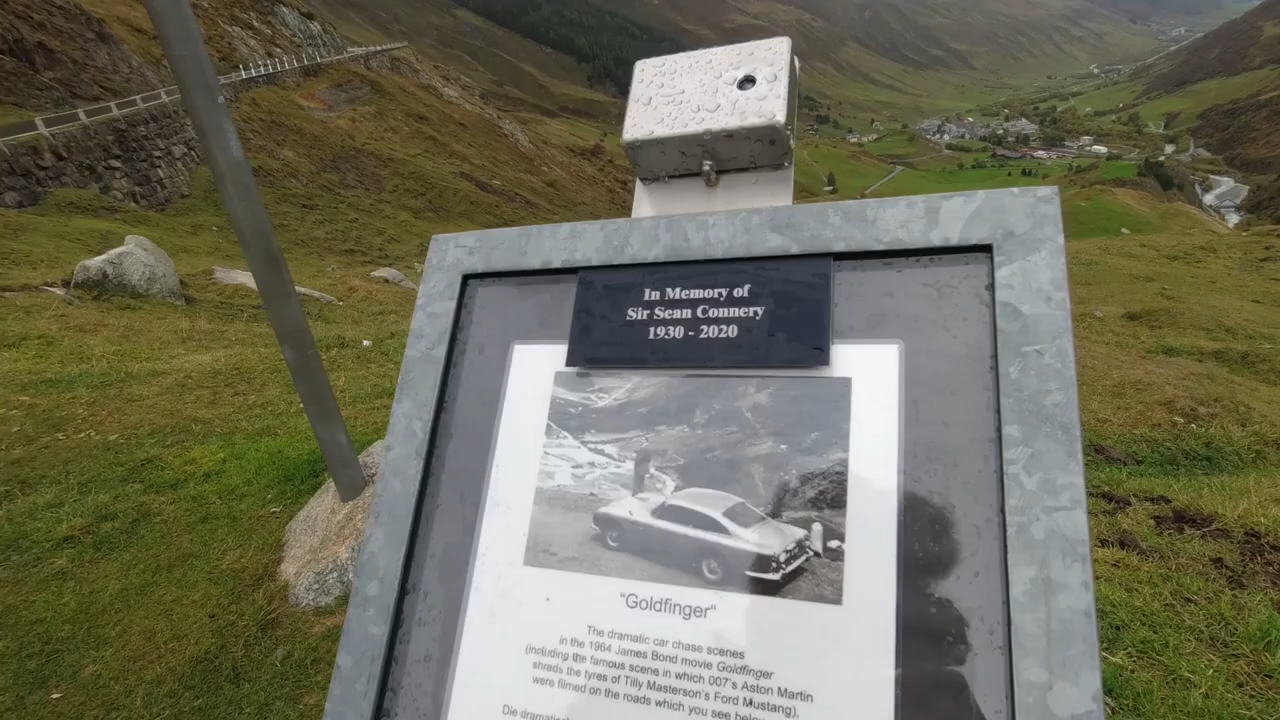 In Memory of
Sir Sean Connery
1930 - 2020
"Goldfinger"
The dramatic car chase scenes
in the 1964 James Bond movie Goldfinger
(including the famous scene in which 007's Aston Martin
shreds the tyres of Tilly Masterson's Ford Mustang),
were filmed on the roads which you see below
Die